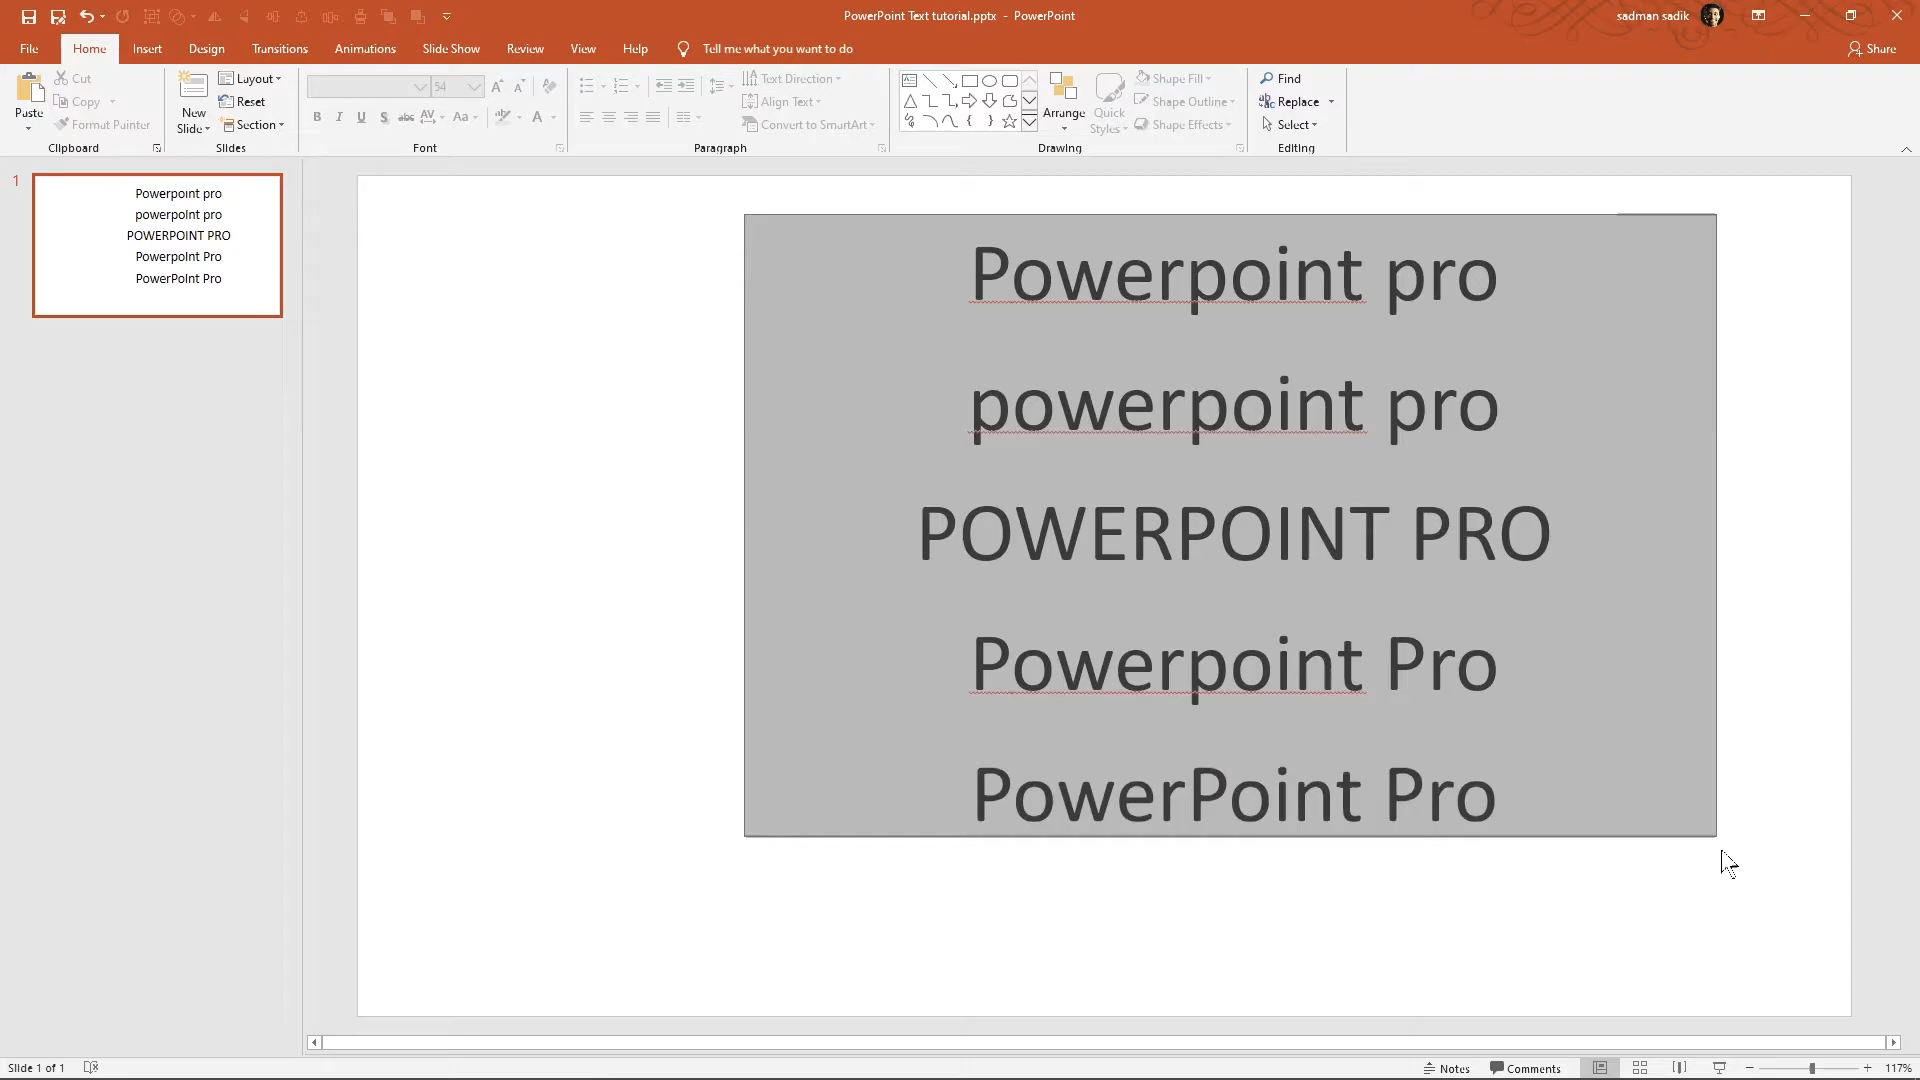 PowerPoint Text tutorial.pptx - PowerPoint
sadman sadik
File Home Insert Design Transitions Animations Slide Show Review View Help Tell me what you want to do Share
Paste
Cut
Copy
Format Painter
Clipboard
New Slide
Layout
Reset
Section
Slides
54
A A
B I U S abc AV Aa A
Font
Text Direction
Align Text
Convert to SmartArt
Paragraph
Arrange
Quick Styles
Shape Fill
Shape Outline
Shape Effects
Drawing
Find
Replace
Select
Editing
1
Powerpoint pro
powerpoint pro
POWERPOINT PRO
Powerpoint Pro
PowerPoint Pro
Powerpoint pro
powerpoint pro
POWERPOINT PRO
Powerpoint Pro
PowerPoint Pro
Slide 1 of 1
Notes Comments 117%